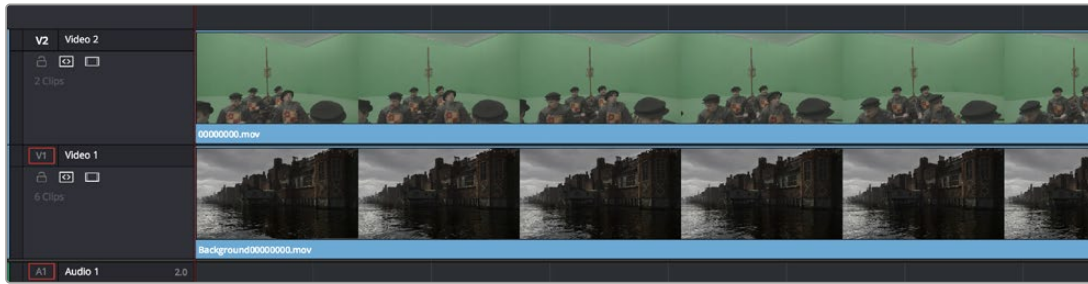 V2 Video 2
2 Clips
00000000.mov
V1 Video 1
6 Clips
Background00000000.mov
A1 Audio 1 2.0